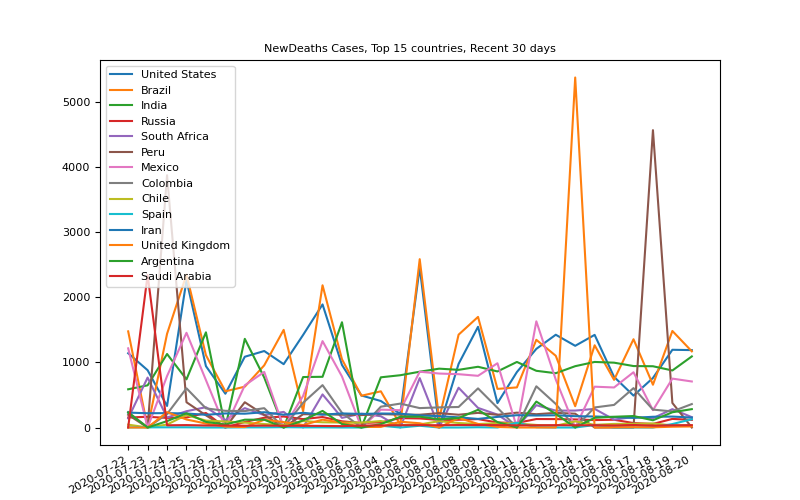 NewDeaths Cases, Top 15 countries, Recent 30 days
5000
4000
3000
2000
1000
0
United States
Brazil
India
Russia
South Africa
Peru
Mexico
Colombia
Chile
Spain
Iran
United Kingdom
Argentina
Saudi Arabia
2020-07-22
2020-07-23
2020-07-24
2020-07-25
2020-07-26
2020-07-27
2020-07-28
2020-07-29
2020-07-30
2020-07-31
2020-08-01
2020-08-02
2020-08-03
2020-08-04
2020-08-05
2020-08-06
2020-08-07
2020-08-08
2020-08-09
2020-08-10
2020-08-11
2020-08-12
2020-08-13
2020-08-14
2020-08-15
2020-08-16
2020-08-17
2020-08-18
2020-08-19
2020-08-20